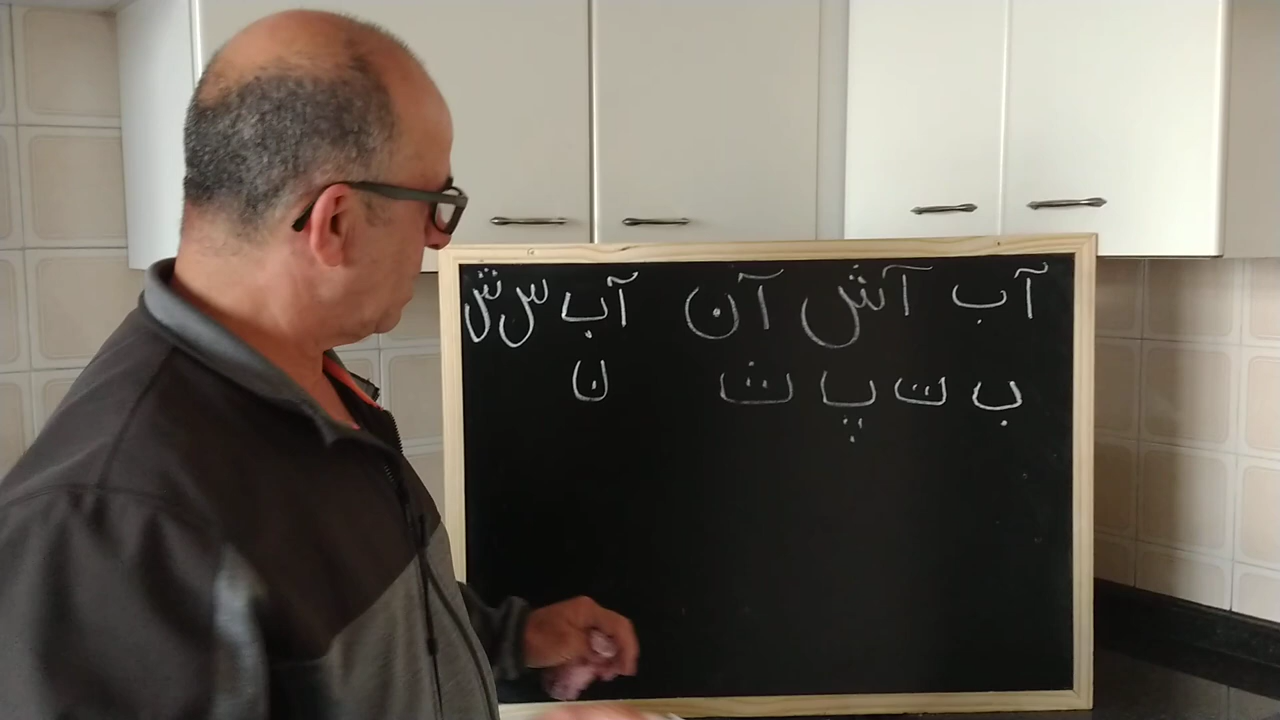 آب آش آن آب س ش
ب ت پ ث ن